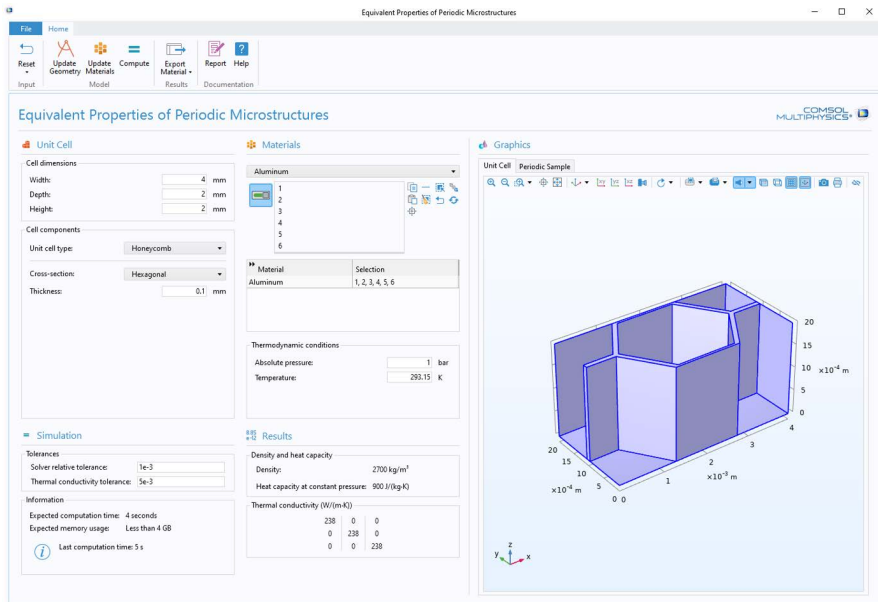 Equivalent Properties of Periodic Microstructures
File Home
Reset Update Geometry Update Materials Compute Export Material Report Help
Input Model Results Documentation
Equivalent Properties of Periodic Microstructures
COMSOL MULTIPHYSICS®
Unit Cell
Cell dimensions
Width: 4 mm
Depth: 2 mm
Height: 2 mm
Cell components
Unit cell type: Honeycomb
Cross-section: Hexagonal
Thickness: 0.1 mm
Materials
Aluminum
1
2
3
4
5
6
Material Selection
Aluminum 1, 2, 3, 4, 5, 6
Thermodynamic conditions
Absolute pressure: 1 bar
Temperature: 293.15 K
Simulation
Tolerances
Solver relative tolerance: 1e-3
Thermal conductivity tolerance: 5e-3
Information
Expected computation time: 4 seconds
Expected memory usage: Less than 4 GB
Last computation time: 5 s
Results
Density and heat capacity
Density: 2700 kg/m³
Heat capacity at constant pressure: 900 J/(kg·K)
Thermal conductivity (W/(m·K))
238 0 0
0 238 0
0 0 238
Graphics
Unit Cell Periodic Sample
20
15
10 ×10⁻⁴ m
5
0
4
3
2
1 ×10⁻³ m
0
20
15
10
5
0
×10⁻⁴ m
z
y x